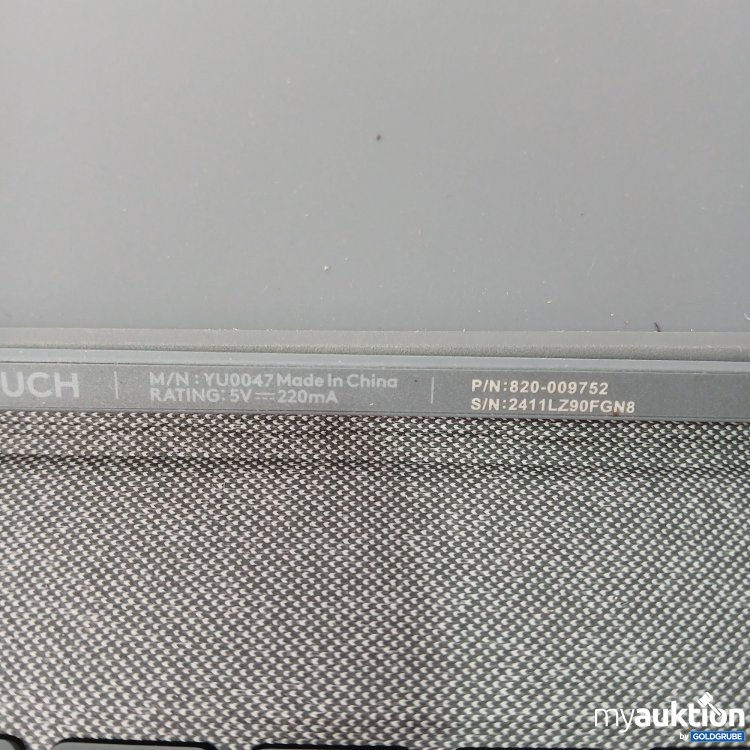 UCH
M/N : YU0047 Made In China
RATING: 5V⎓220mA
P/N:820-009752
S/N:2411LZ90FGN8
myauktion
by GOLDGRUBE